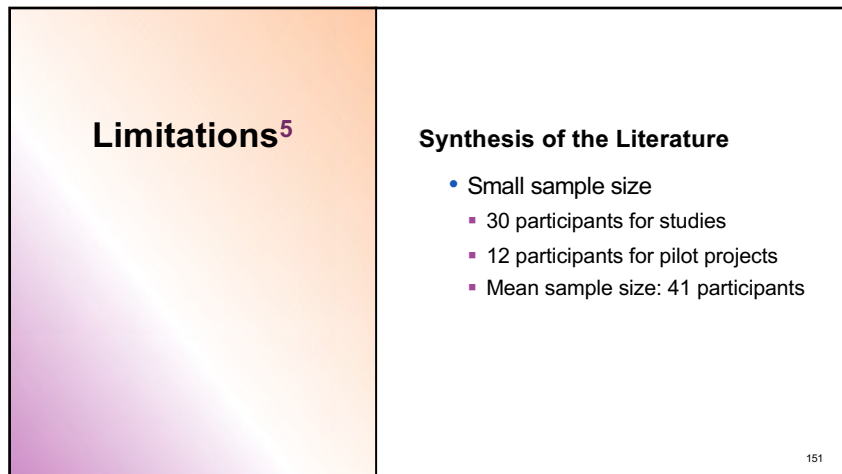 Limitations⁵
Synthesis of the Literature
• Small sample size
▪ 30 participants for studies
▪ 12 participants for pilot projects
▪ Mean sample size: 41 participants
151